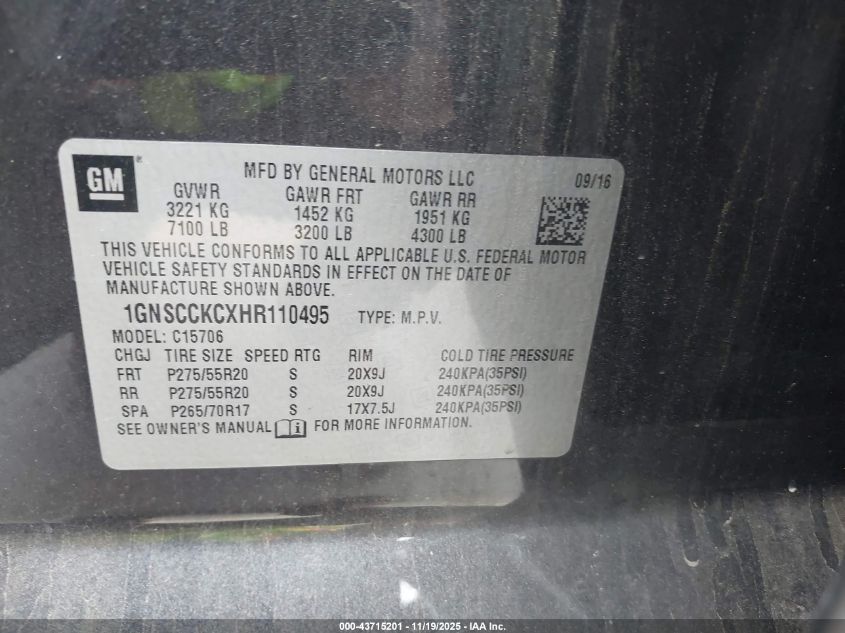 GM
MFD BY GENERAL MOTORS LLC 09/16
GVWR GAWR FRT GAWR RR
3221 KG 1452 KG 1951 KG
7100 LB 3200 LB 4300 LB
THIS VEHICLE CONFORMS TO ALL APPLICABLE U.S. FEDERAL MOTOR
VEHICLE SAFETY STANDARDS IN EFFECT ON THE DATE OF
MANUFACTURE SHOWN ABOVE.
1GNSCCKCXHR110495 TYPE: M.P.V.
MODEL: C15706
CHGJ TIRE SIZE SPEED RTG RIM COLD TIRE PRESSURE
FRT P275/55R20 S 20X9J 240KPA(35PSI)
RR P275/55R20 S 20X9J 240KPA(35PSI)
SPA P265/70R17 S 17X7.5J 240KPA(35PSI)
SEE OWNER'S MANUAL FOR MORE INFORMATION.
000-43715201 - 11/19/2025 - IAA Inc.